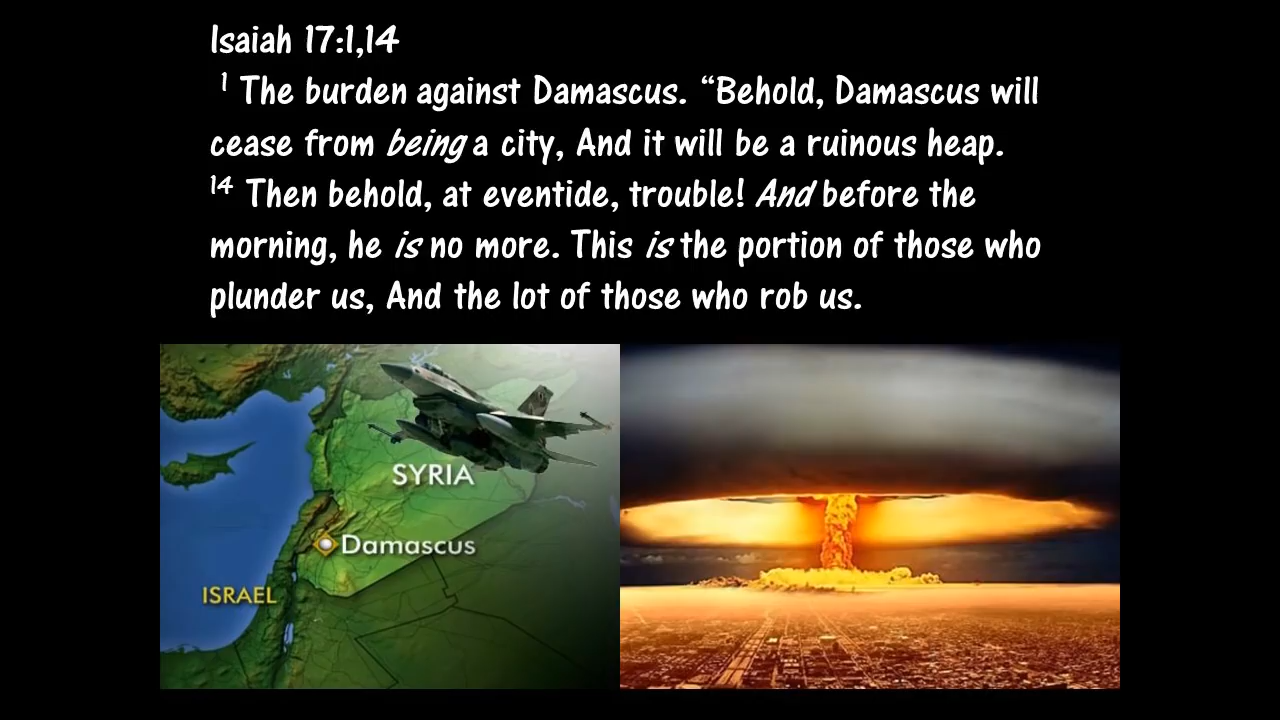 Isaiah 17:1,14
1 The burden against Damascus. “Behold, Damascus will
cease from being a city, And it will be a ruinous heap.
14 Then behold, at eventide, trouble! And before the
morning, he is no more. This is the portion of those who
plunder us, And the lot of those who rob us.
SYRIA
Damascus
ISRAEL